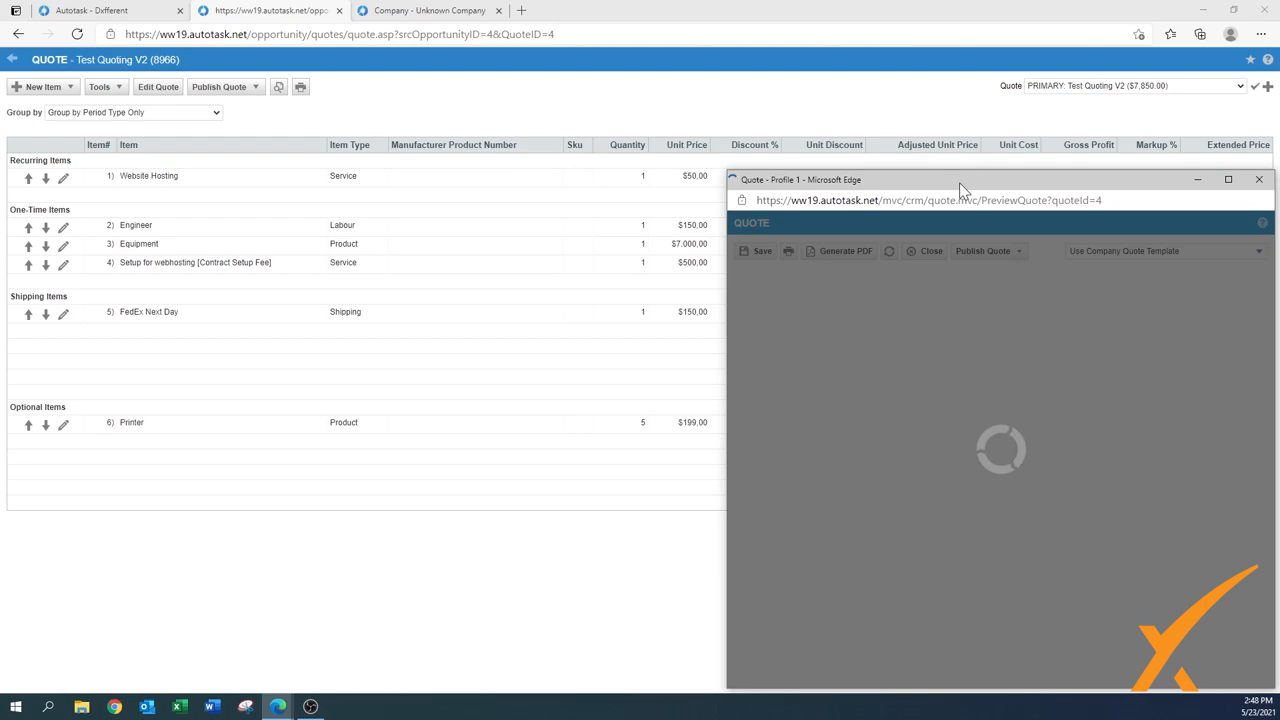 Autotask - Dxfferent
https://ww19.autotask.net/oppo
Company - Unknown Company
https://ww19.autotask.net/opportunity/quotes/quote.asp?srcOpportunityID=4&QuoteID=4
QUOTE - Test Quoting V2 (8966)
New Item Tools Edit Quote Publish Quote
Quote PRIMARY: Test Quoting V2 ($7,850.00)
Group by Group by Period Type Only
Item# Item Item Type Manufacturer Product Number Sku Quantity Unit Price Discount % Unit Discount Adjusted Unit Price Unit Cost Gross Profit Markup % Extended Price
Recurring Items
1) Website Hosting Service 1 $50,00
One-Time Items
2) Engineer Labour 1 $150,00
3) Equipment Product 1 $7.000,00
4) Setup for webhosting [Contract Setup Fee] Service 1 $500,00
Shipping Items
5) FedEx Next Day Shipping 1 $150,00
Optional Items
6) Printer Product 5 $199,00
Quote - Profile 1 - Microsoft Edge
https://ww19.autotask.net/mvc/crm/quote.mvc/PreviewQuote?quoteId=4
QUOTE
Save Generate PDF Close Publish Quote Use Company Quote Template
2:48 PM
5/23/2021